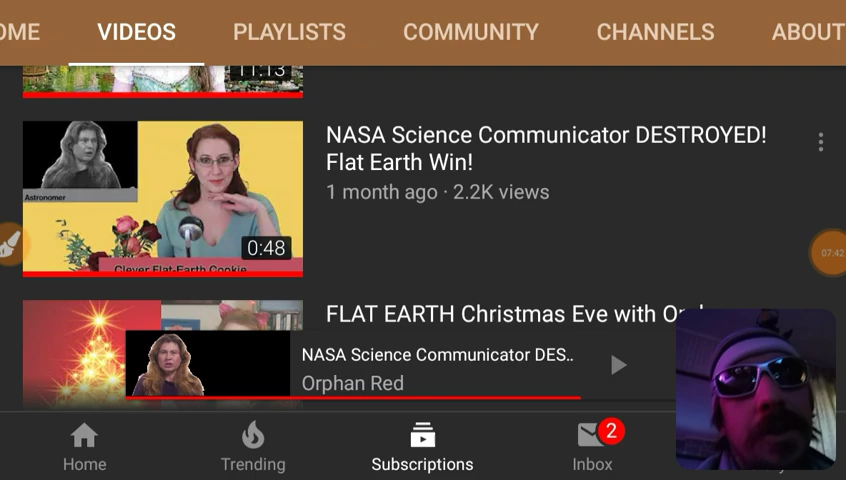 OME VIDEOS PLAYLISTS COMMUNITY CHANNELS ABOUT
11:13
NASA Science Communicator DESTROYED!
Flat Earth Win!
1 month ago · 2.2K views
Astronomer
0:48
Clever Flat-Earth Cookie
07:42
FLAT EARTH Christmas Eve with
NASA Science Communicator DES..
Orphan Red
2
Home Trending Subscriptions Inbox